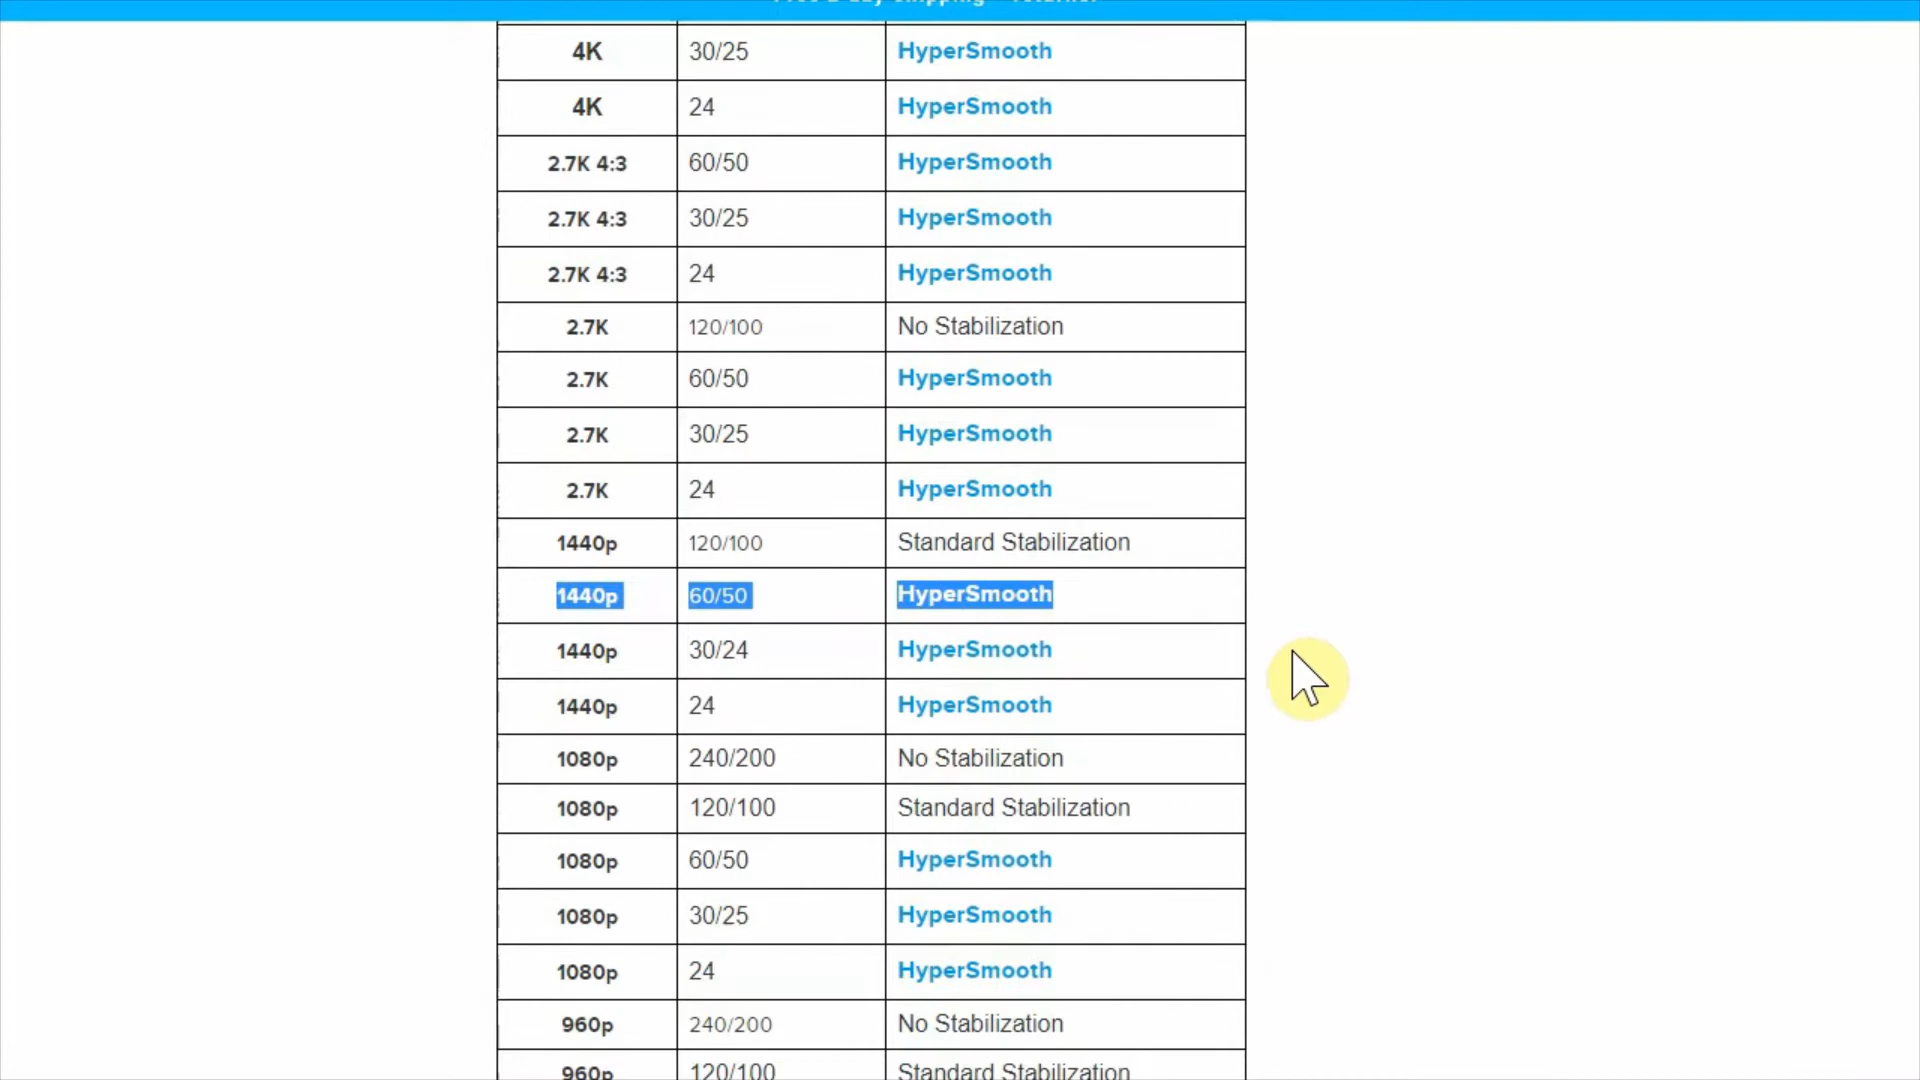 4K 30/25 HyperSmooth
4K 24 HyperSmooth
2.7K 4:3 60/50 HyperSmooth
2.7K 4:3 30/25 HyperSmooth
2.7K 4:3 24 HyperSmooth
2.7K 120/100 No Stabilization
2.7K 60/50 HyperSmooth
2.7K 30/25 HyperSmooth
2.7K 24 HyperSmooth
1440p 120/100 Standard Stabilization
1440p 60/50 HyperSmooth
1440p 30/24 HyperSmooth
1440p 24 HyperSmooth
1080p 240/200 No Stabilization
1080p 120/100 Standard Stabilization
1080p 60/50 HyperSmooth
1080p 30/25 HyperSmooth
1080p 24 HyperSmooth
960p 240/200 No Stabilization
960p 120/100 Standard Stabilization